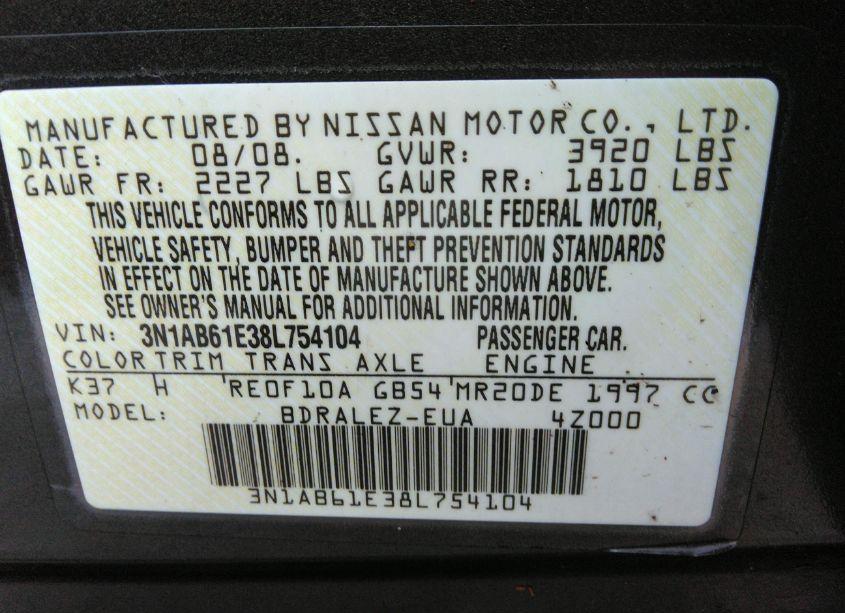 MANUFACTURED BY NISSAN MOTOR CO., LTD.
DATE: 08/08. GVWR: 3920 LBS
GAWR FR: 2227 LBS GAWR RR: 1810 LBS
THIS VEHICLE CONFORMS TO ALL APPLICABLE FEDERAL MOTOR,
VEHICLE SAFETY, BUMPER AND THEFT PREVENTION STANDARDS
IN EFFECT ON THE DATE OF MANUFACTURE SHOWN ABOVE.
SEE OWNER'S MANUAL FOR ADDITIONAL INFORMATION.
VIN: 3N1AB61E38L754104 PASSENGER CAR.
COLOR TRIM TRANS AXLE ENGINE
K37 H 'RE0F10A GB54'MR20DE 1997 CC
MODEL: BDRALEZ-EUA 4Z000
3N1AB61E38L754104